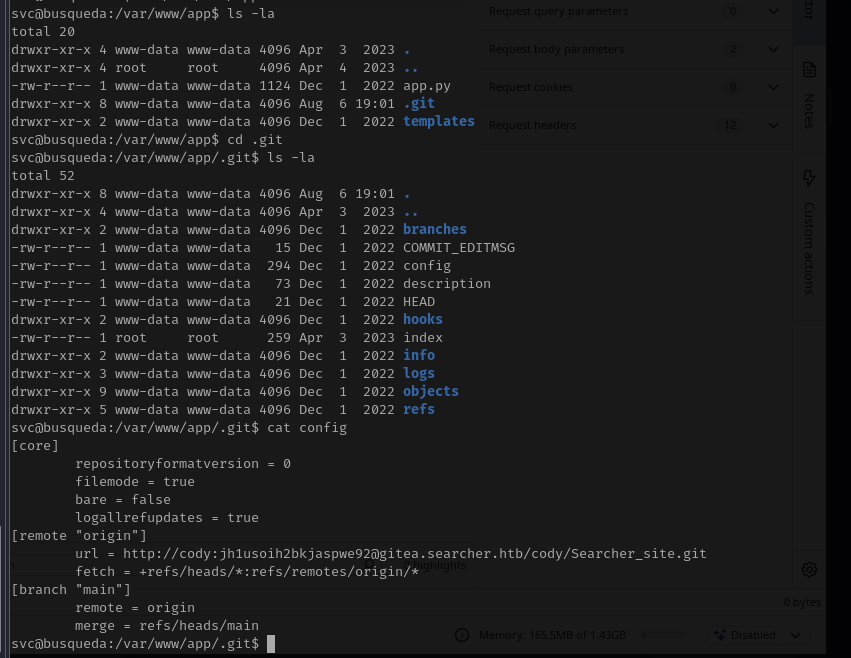 svc@busqueda:/var/www/app$ ls -la
total 20
drwxr-xr-x 4 www-data www-data 4096 Apr  3  2023 .
drwxr-xr-x 4 root     root     4096 Apr  4  2023 ..
-rw-r--r-- 1 www-data www-data 1124 Dec  1  2022 app.py
drwxr-xr-x 8 www-data www-data 4096 Aug  6 19:01 .git
drwxr-xr-x 2 www-data www-data 4096 Dec  1  2022 templates
svc@busqueda:/var/www/app$ cd .git
svc@busqueda:/var/www/app/.git$ ls -la
total 52
drwxr-xr-x 8 www-data www-data 4096 Aug  6 19:01 .
drwxr-xr-x 4 www-data www-data 4096 Apr  3  2023 ..
drwxr-xr-x 2 www-data www-data 4096 Dec  1  2022 branches
-rw-r--r-- 1 www-data www-data   15 Dec  1  2022 COMMIT_EDITMSG
-rw-r--r-- 1 www-data www-data  294 Dec  1  2022 config
-rw-r--r-- 1 www-data www-data   73 Dec  1  2022 description
-rw-r--r-- 1 www-data www-data   21 Dec  1  2022 HEAD
drwxr-xr-x 2 www-data www-data 4096 Dec  1  2022 hooks
-rw-r--r-- 1 root     root      259 Apr  3  2023 index
drwxr-xr-x 2 www-data www-data 4096 Dec  1  2022 info
drwxr-xr-x 3 www-data www-data 4096 Dec  1  2022 logs
drwxr-xr-x 9 www-data www-data 4096 Dec  1  2022 objects
drwxr-xr-x 5 www-data www-data 4096 Dec  1  2022 refs
svc@busqueda:/var/www/app/.git$ cat config
[core]
        repositoryformatversion = 0
        filemode = true
        bare = false
        logallrefupdates = true
[remote "origin"]
        url = http://cody:jh1usoih2bkjaspwe92@gitea.searcher.htb/cody/Searcher_site.git
        fetch = +refs/heads/*:refs/remotes/origin/*
[branch "main"]
        remote = origin
        merge = refs/heads/main
svc@busqueda:/var/www/app/.git$
Request query parameters 0
Request body parameters 2
Request cookies 0
Request headers 12
Notes
Custom actions
highlights
0 bytes
Memory: 165.5MB of 1.43GB
Disabled